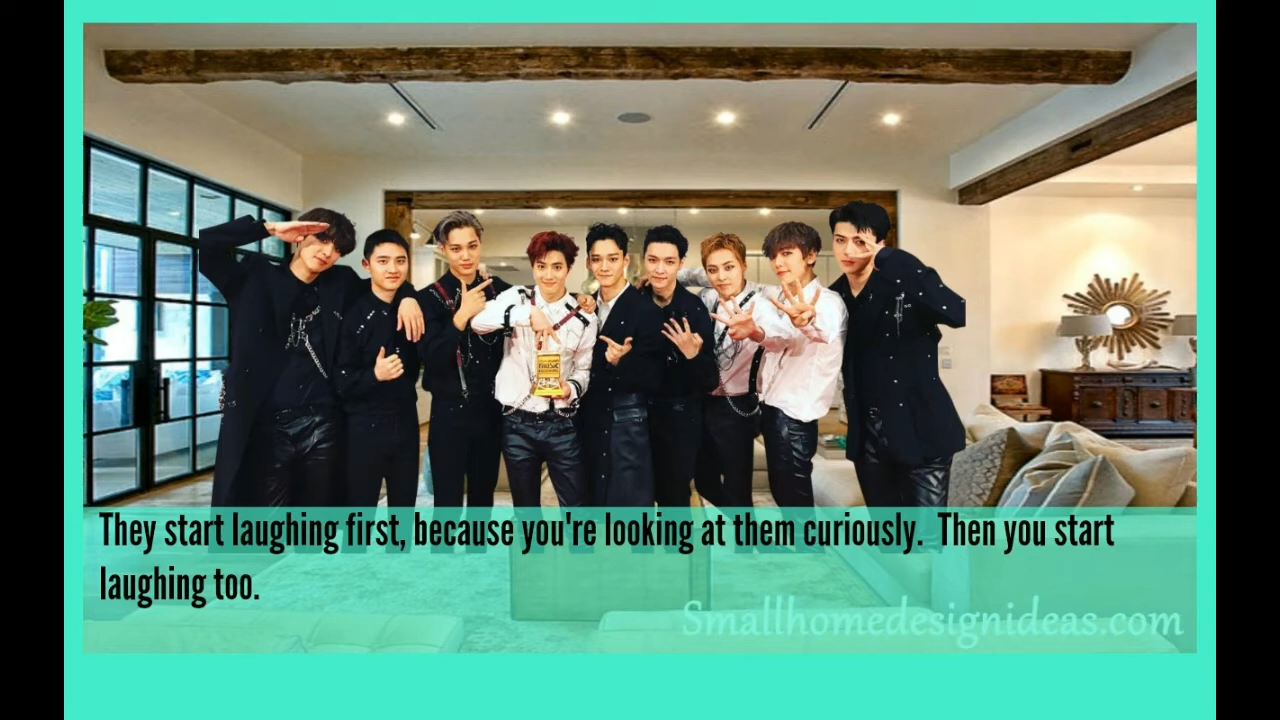 They start laughing first, because you're looking at them curiously.  Then you start
laughing too.
Smallhomedesignideas.com